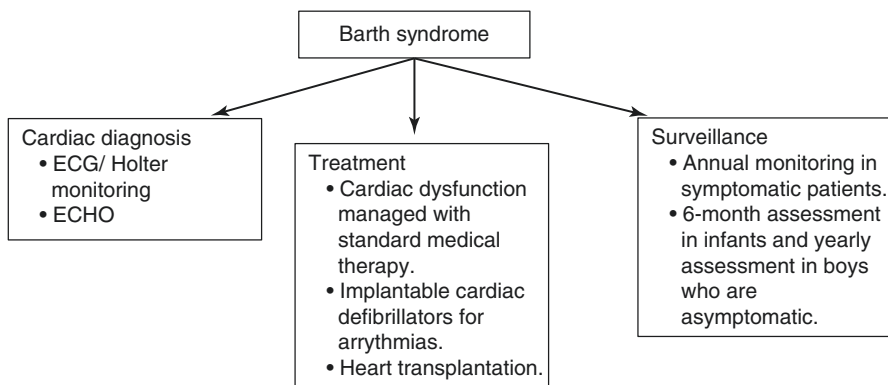 Barth syndrome
Cardiac diagnosis
• ECG/ Holter
monitoring
• ECHO
Treatment
• Cardiac dysfunction
managed with
standard medical
therapy.
• Implantable cardiac
defibrillators for
arrythmias.
• Heart transplantation.
Surveillance
• Annual monitoring in
symptomatic patients.
• 6-month assessment
in infants and yearly
assessment in boys
who are
asymptomatic.